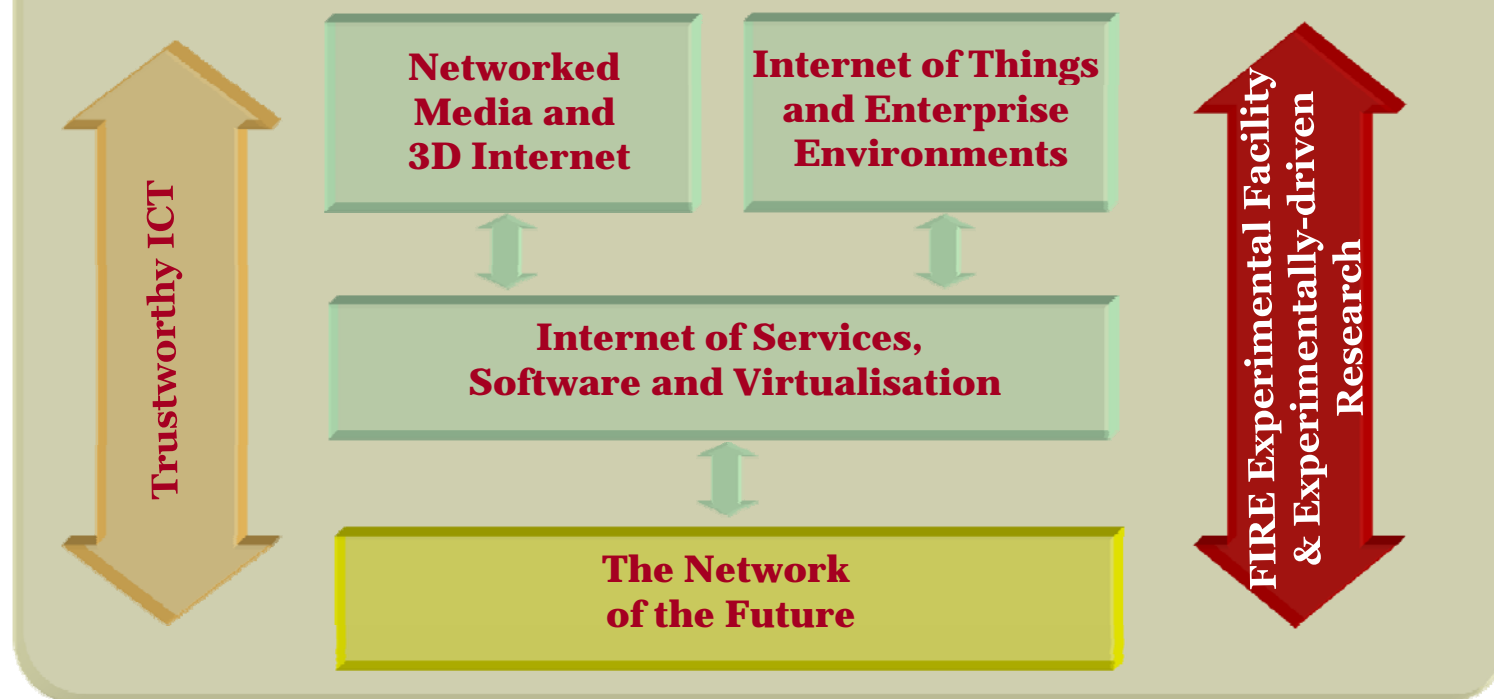 Networked
Media and
3D Internet
Internet of Things
and Enterprise
Environments
Trustworthy ICT
FIRE Experimental Facility
& Experimentally-driven
Research
Internet of Services,
Software and Virtualisation
The Network
of the Future